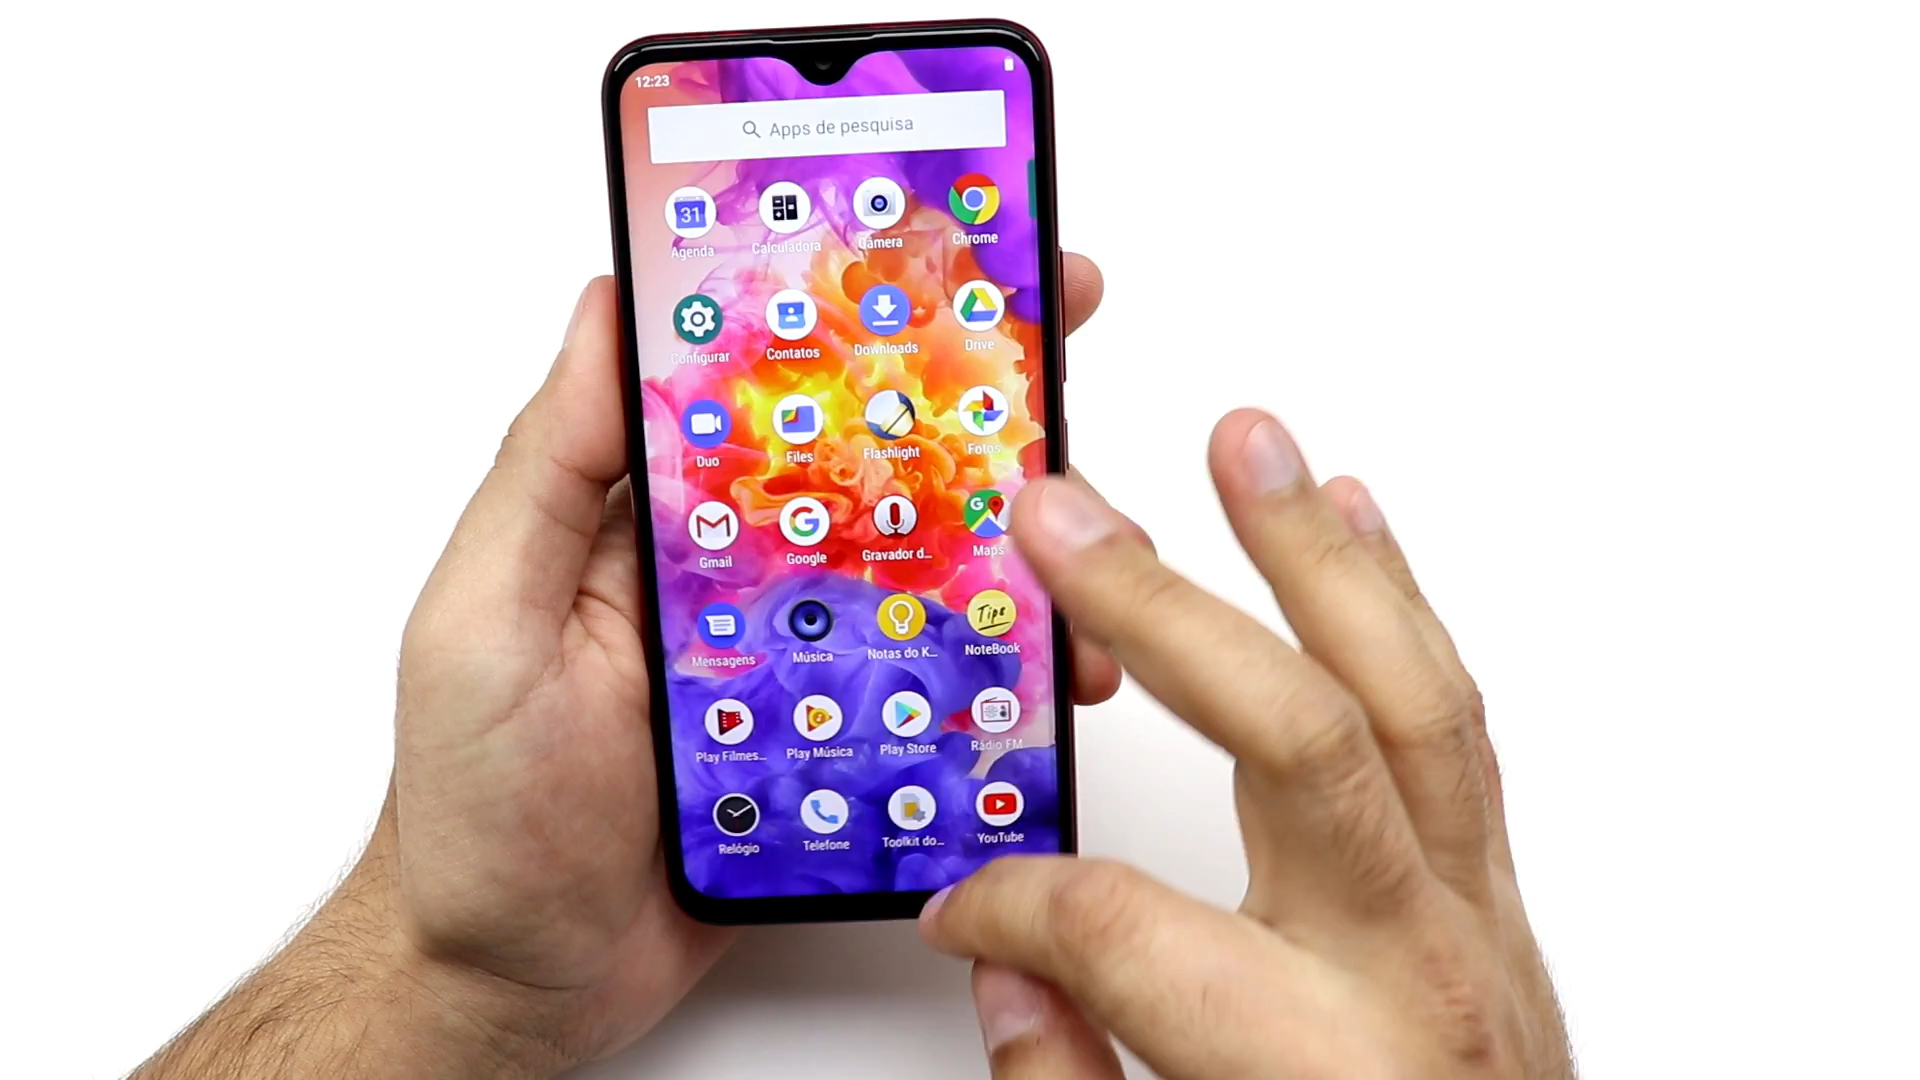 12:23
Apps de pesquisa
31
Agenda
Calculadora
Câmera
Chrome
Configurar
Contatos
Downloads
Drive
Duo
Files
Flashlight
Fotos
Gmail
Google
Gravador d...
Maps
Mensagens
Música
Notas do K...
Tips
NoteBook
Play Filmes...
Play Música
Play Store
Rádio FM
Relógio
Telefone
Toolkit do...
YouTube